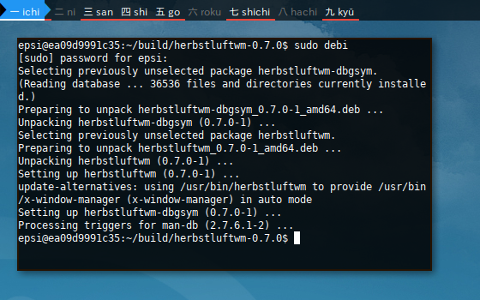 一 ichi 二 ni 三 san 四 shi 五 go 六 roku 七 shichi 八 hachi 九 kyū
epsi@ea09d9991c35:~/build/herbstluftwm-0.7.0$ sudo debi
[sudo] password for epsi:
Selecting previously unselected package herbstluftwm-dbgsym.
(Reading database ... 36536 files and directories currently installe
d.)
Preparing to unpack herbstluftwm-dbgsym_0.7.0-1_amd64.deb ...
Unpacking herbstluftwm-dbgsym (0.7.0-1) ...
Selecting previously unselected package herbstluftwm.
Preparing to unpack herbstluftwm_0.7.0-1_amd64.deb ...
Unpacking herbstluftwm (0.7.0-1) ...
Setting up herbstluftwm (0.7.0-1) ...
update-alternatives: using /usr/bin/herbstluftwm to provide /usr/bin
/x-window-manager (x-window-manager) in auto mode
Setting up herbstluftwm-dbgsym (0.7.0-1) ...
Processing triggers for man-db (2.7.6.1-2) ...
epsi@ea09d9991c35:~/build/herbstluftwm-0.7.0$